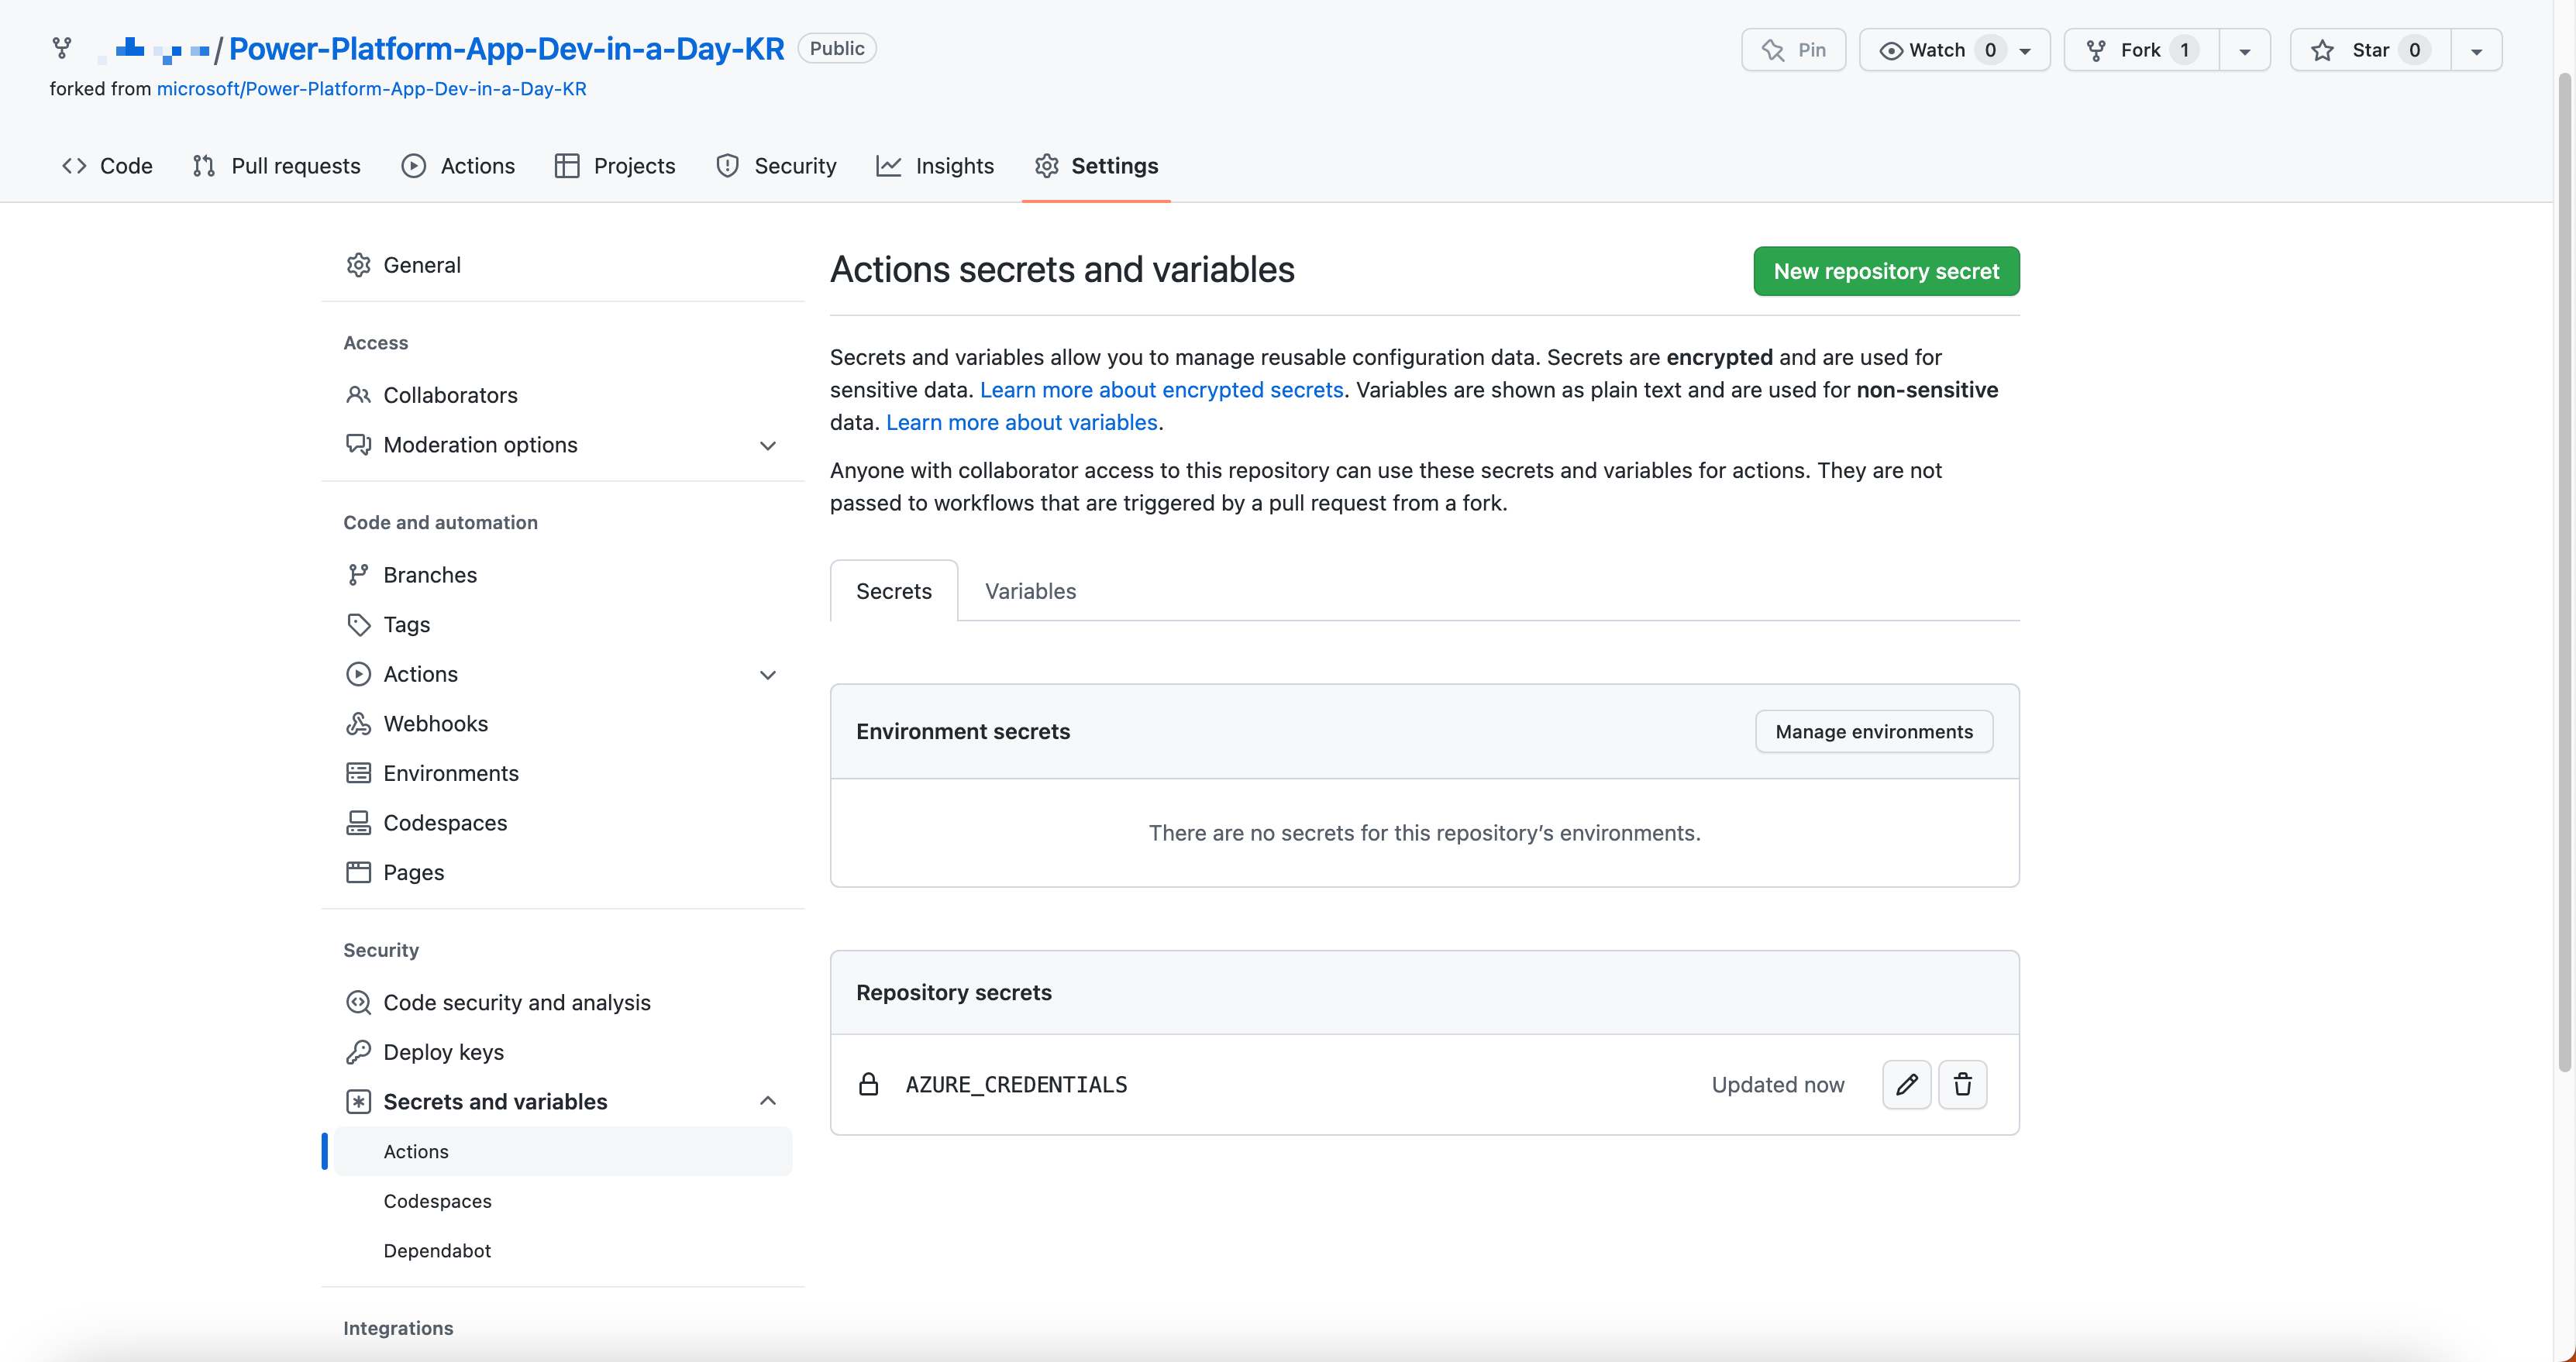 / Power-Platform-App-Dev-in-a-Day-KR Public
Pin
Watch 0
Fork 1
Star 0
forked from microsoft/Power-Platform-App-Dev-in-a-Day-KR
Code
Pull requests
Actions
Projects
Security
Insights
Settings
General
Access
Collaborators
Moderation options
Code and automation
Branches
Tags
Actions
Webhooks
Environments
Codespaces
Pages
Security
Code security and analysis
Deploy keys
Secrets and variables
Actions
Codespaces
Dependabot
Integrations
Actions secrets and variables
New repository secret
Secrets and variables allow you to manage reusable configuration data. Secrets are encrypted and are used for
sensitive data. Learn more about encrypted secrets. Variables are shown as plain text and are used for non-sensitive
data. Learn more about variables.
Anyone with collaborator access to this repository can use these secrets and variables for actions. They are not
passed to workflows that are triggered by a pull request from a fork.
Secrets
Variables
Environment secrets
Manage environments
There are no secrets for this repository’s environments.
Repository secrets
AZURE_CREDENTIALS
Updated now